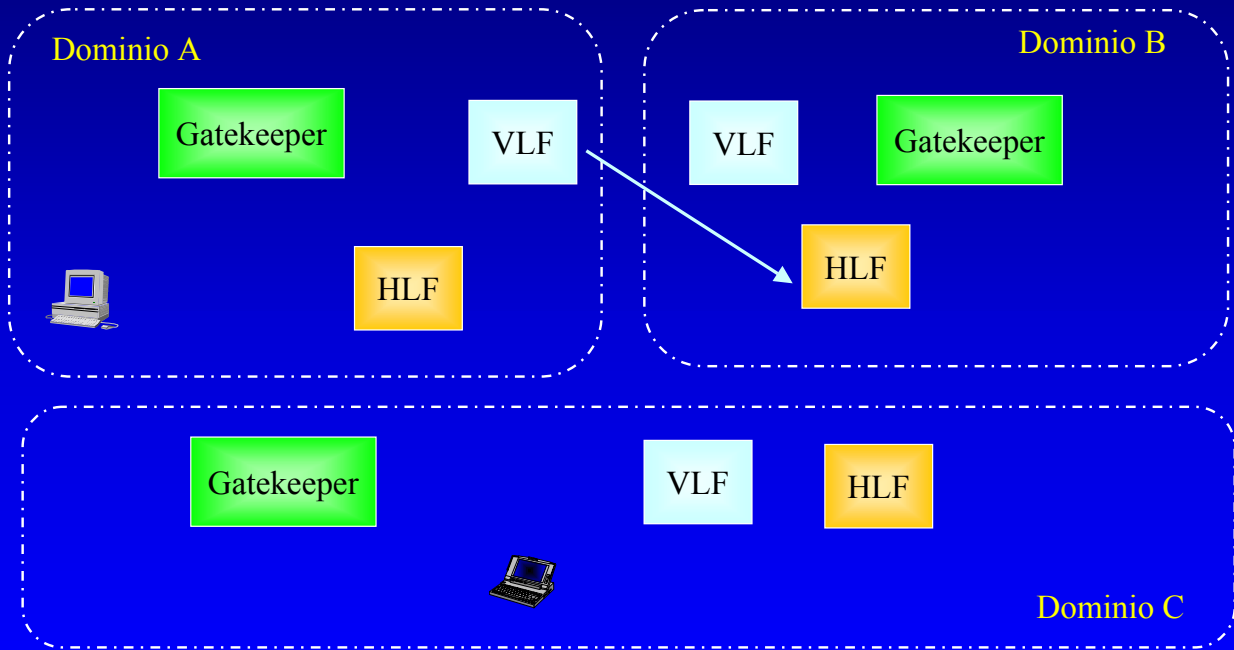 Dominio A
Gatekeeper
VLF
HLF
Dominio B
VLF
Gatekeeper
HLF
Gatekeeper
VLF
HLF
Dominio C